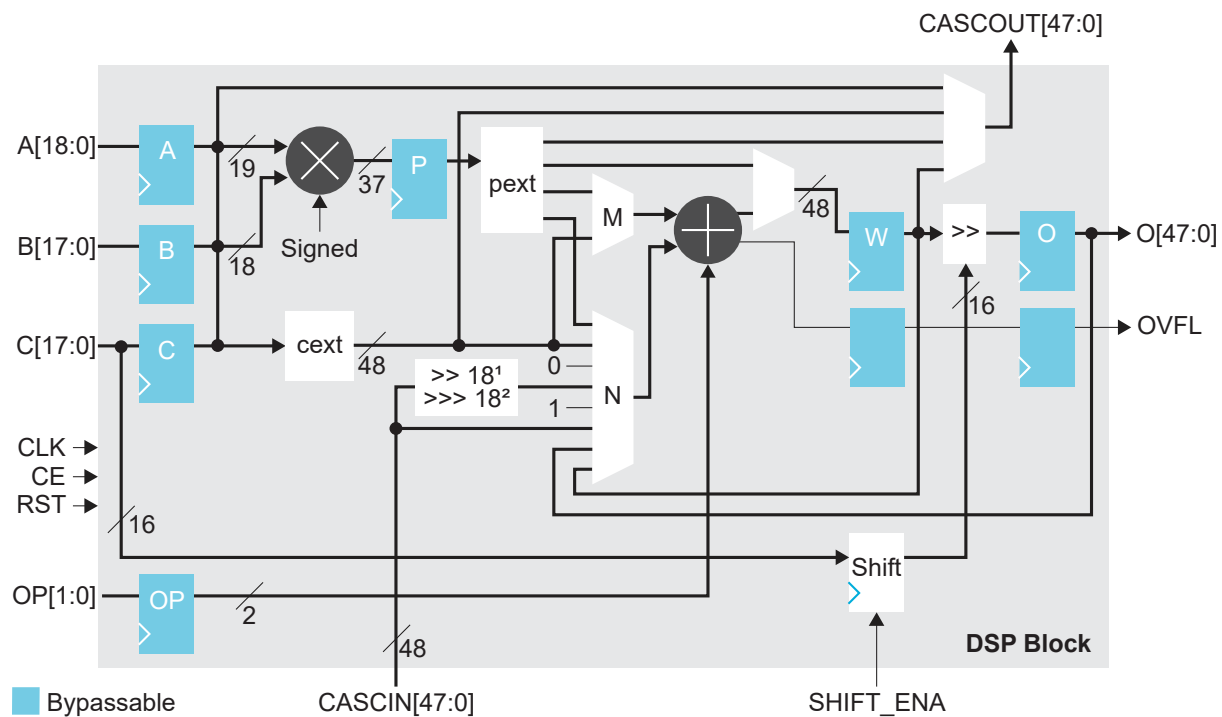 CASCOUT[47:0]
A[18:0]
A
19
37
P
pext
M
48
Signed
B[17:0]
B
18
W
>>
O
O[47:0]
16
OVFL
C[17:0]
C
cext
48
0
>> 18¹
>>> 18²
1
N
CLK
CE
RST
16
Shift
OP[1:0]
OP
2
48
DSP Block
Bypassable
CASCIN[47:0]
SHIFT_ENA